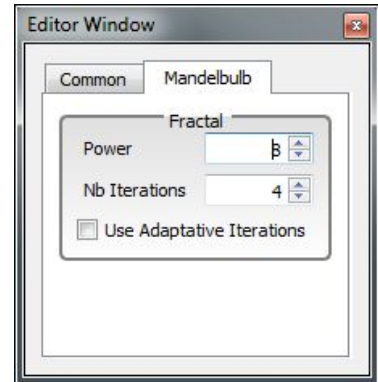 Editor Window
Common Mandelbulb
Fractal
Power 8
Nb Iterations 4
Use Adaptative Iterations